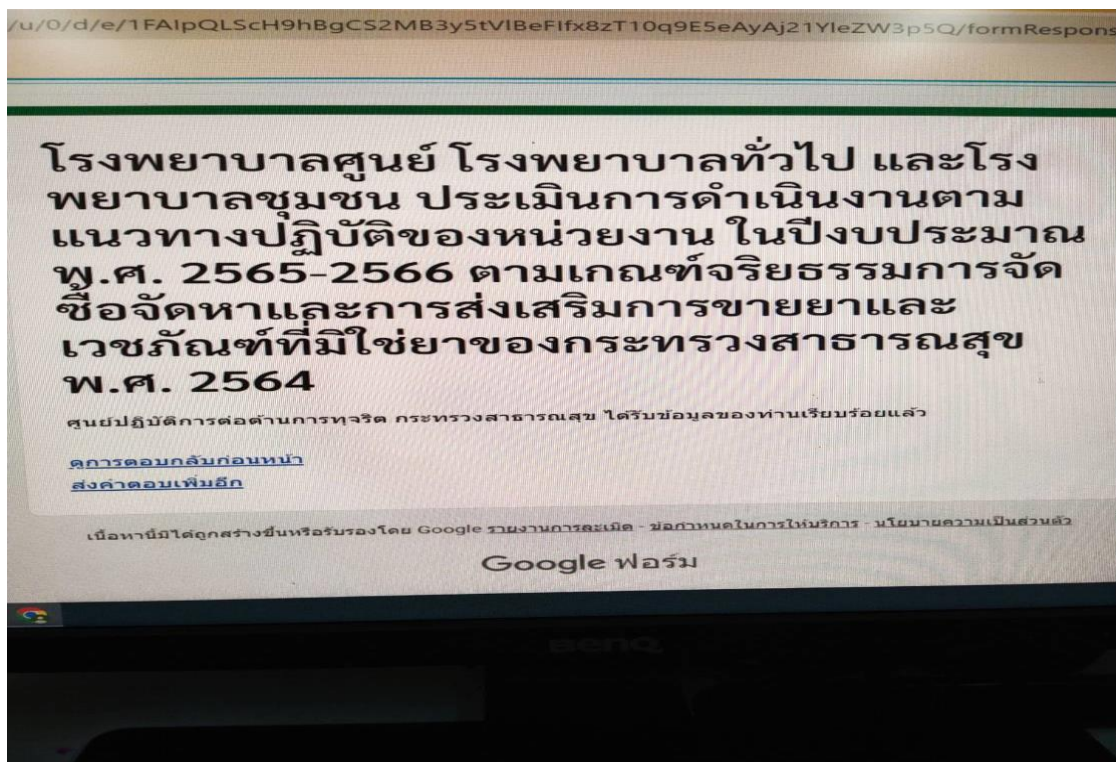 /u/0/d/e/1FAIpQLScH9hBgCS2MB3y5tVlBeFIfx8zT10q9E5eAyAj21YleZW3p5Q/formRespons
โรงพยาบาลศูนย์ โรงพยาบาลทั่วไป และโรง
พยาบาลชุมชน ประเมินการดำเนินงานตาม
แนวทางปฏิบัติของหน่วยงาน ในปีงบประมาณ
พ.ศ. 2565-2566 ตามเกณฑ์จริยธรรมการจัด
ซื้อจัดหาและการส่งเสริมการขายยาและ
เวชภัณฑ์ที่มิใช่ยาของกระทรวงสาธารณสุข
พ.ศ. 2564
ศูนย์ปฏิบัติการต่อต้านการทุจริต กระทรวงสาธารณสุข ได้รับข้อมูลของท่านเรียบร้อยแล้ว
ดูการตอบกลับก่อนหน้า
ส่งคำตอบเพิ่มอีก
เนื้อหานี้มิได้ถูกสร้างขึ้นหรือรับรองโดย Google รายงานการละเมิด - ข้อกำหนดในการให้บริการ - นโยบายความเป็นส่วนตัว
Google ฟอร์ม
BenQ